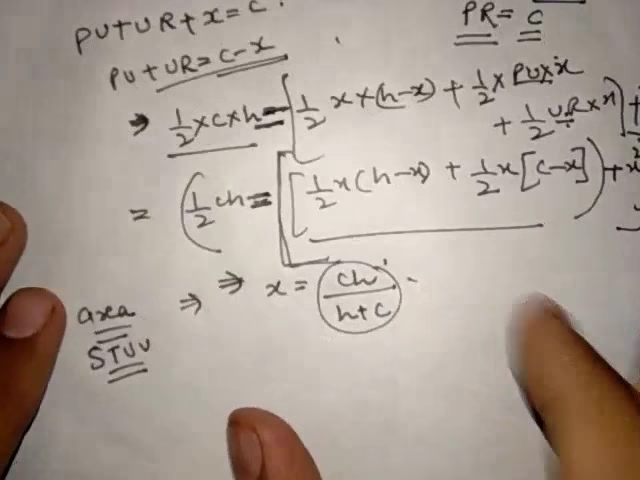 PU+UR+x=c.
PR=c
PU+UR=c-x
⇒ 1/2×c×h= [1/2 x×(h-x) + 1/2×PU×x
+ 1/2 UR×x) +
= (1/2 ch= [1/2 x(h-x) + 1/2x[c-x]) +x
⇒ ⇒ x = ch/h+c
area
STUV